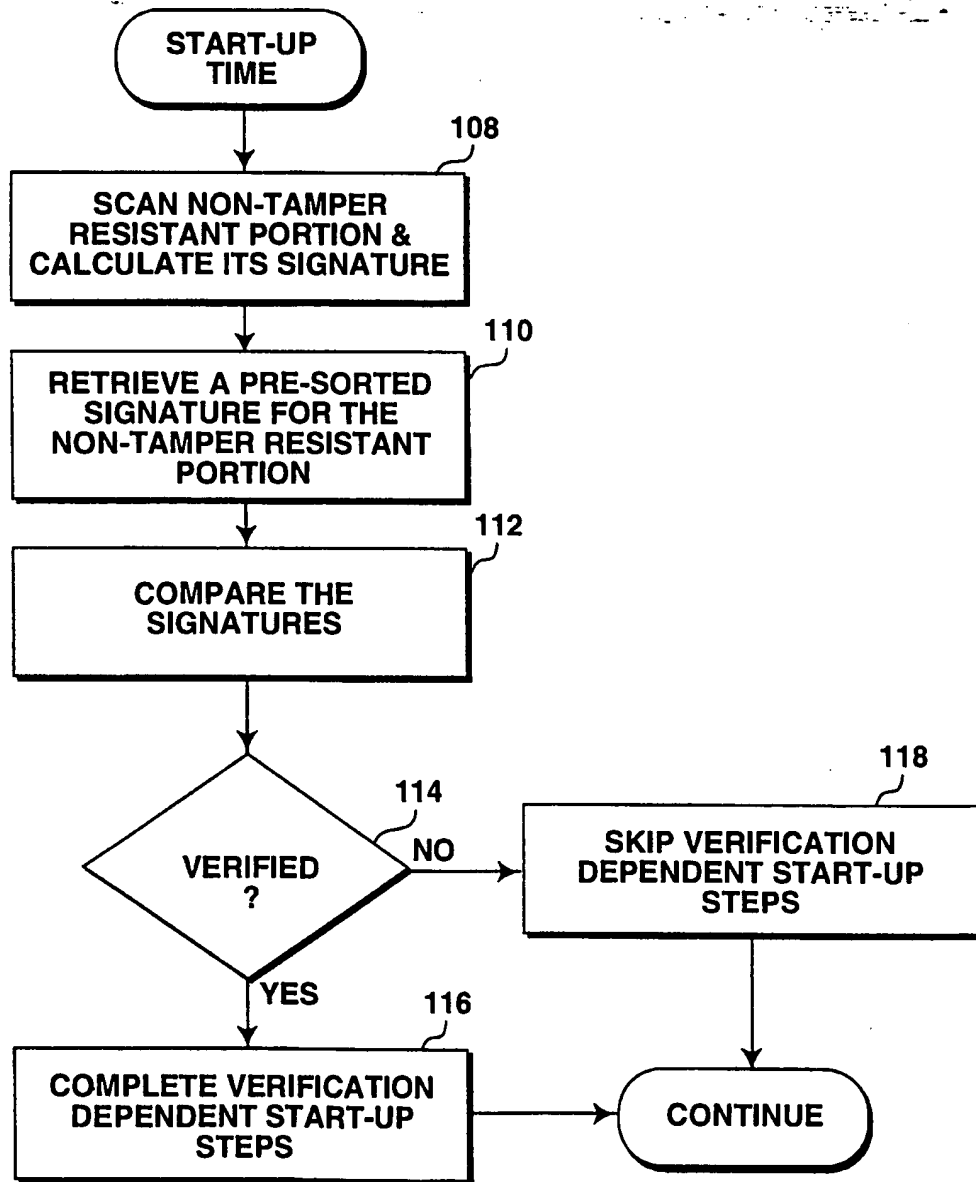 START-UP
TIME
108
SCAN NON-TAMPER
RESISTANT PORTION &
CALCULATE ITS SIGNATURE
110
RETRIEVE A PRE-SORTED
SIGNATURE FOR THE
NON-TAMPER RESISTANT
PORTION
112
COMPARE THE
SIGNATURES
114
VERIFIED
?
NO
118
SKIP VERIFICATION
DEPENDENT START-UP
STEPS
YES
116
COMPLETE VERIFICATION
DEPENDENT START-UP
STEPS
CONTINUE